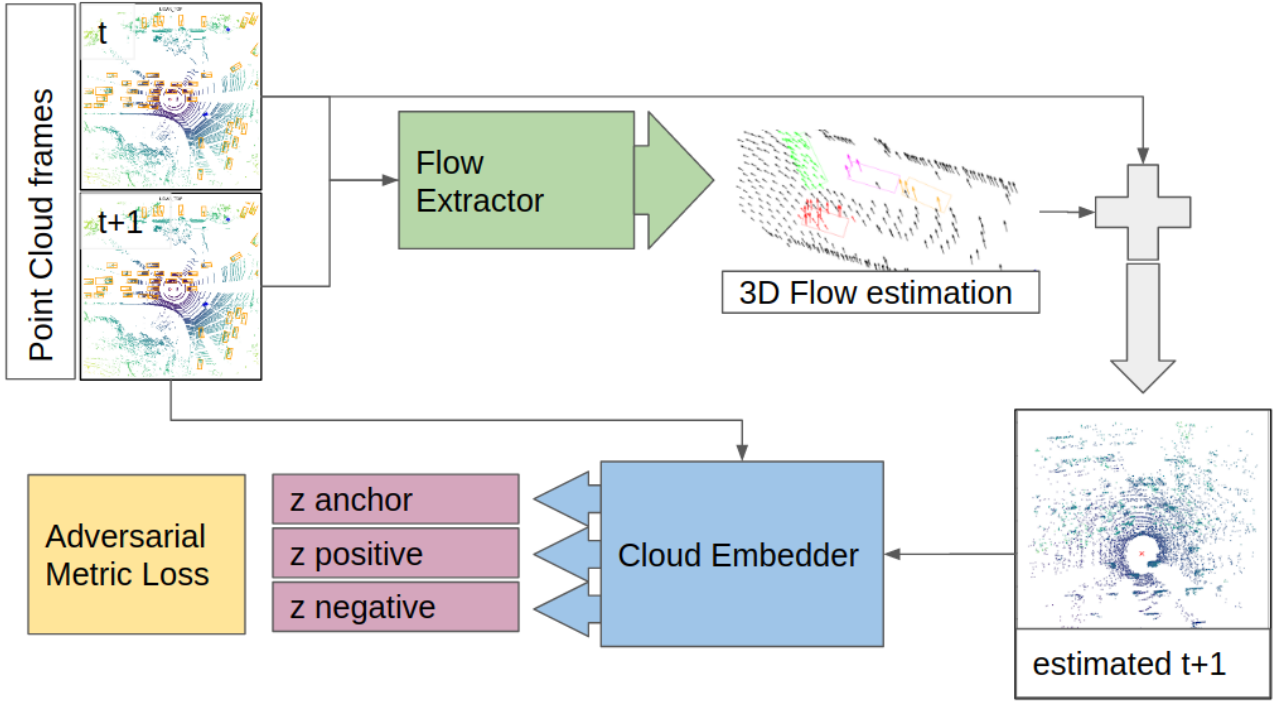 Point Cloud frames
t
t+1
Flow
Extractor
3D Flow estimation
Adversarial
Metric Loss
z anchor
z positive
z negative
Cloud Embedder
estimated t+1